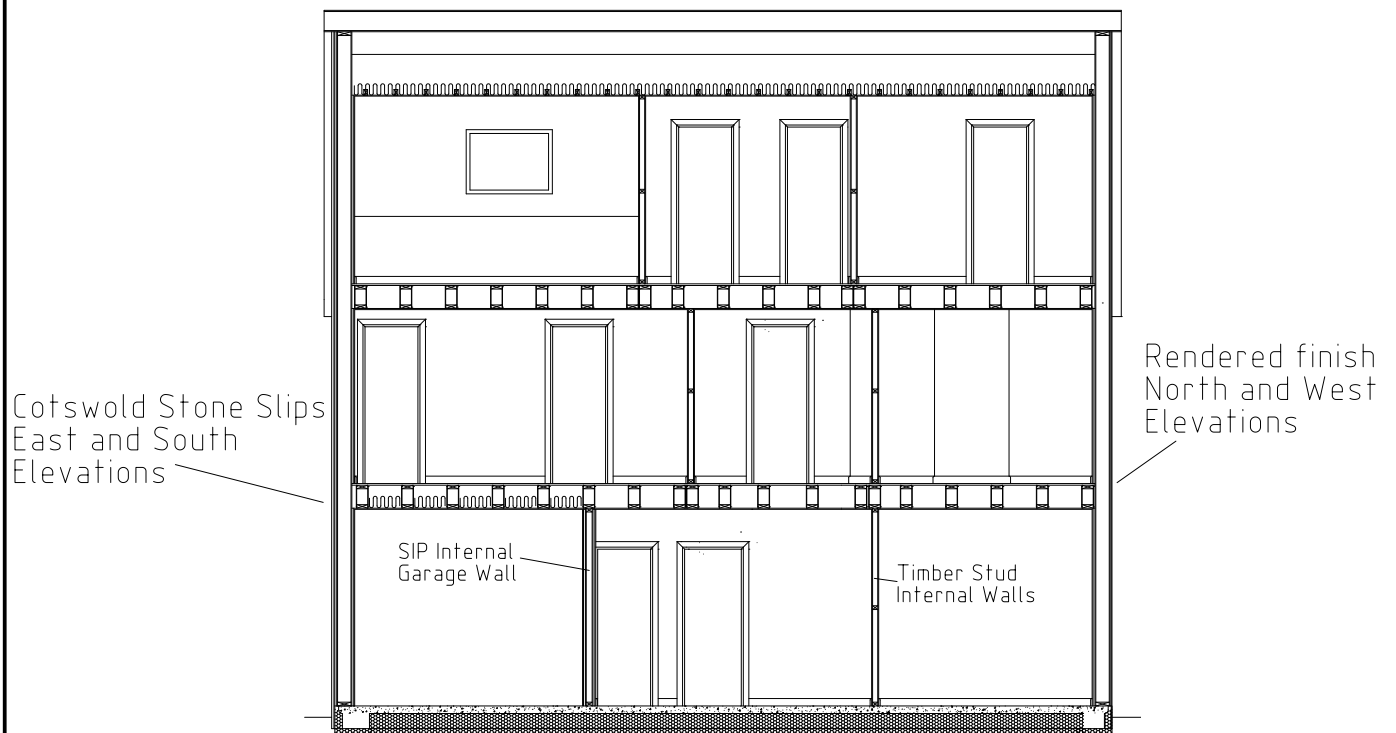 Cotswold Stone Slips
East and South
Elevations
Rendered finish
North and West
Elevations
SIP Internal
Garage Wall
Timber Stud
Internal Walls